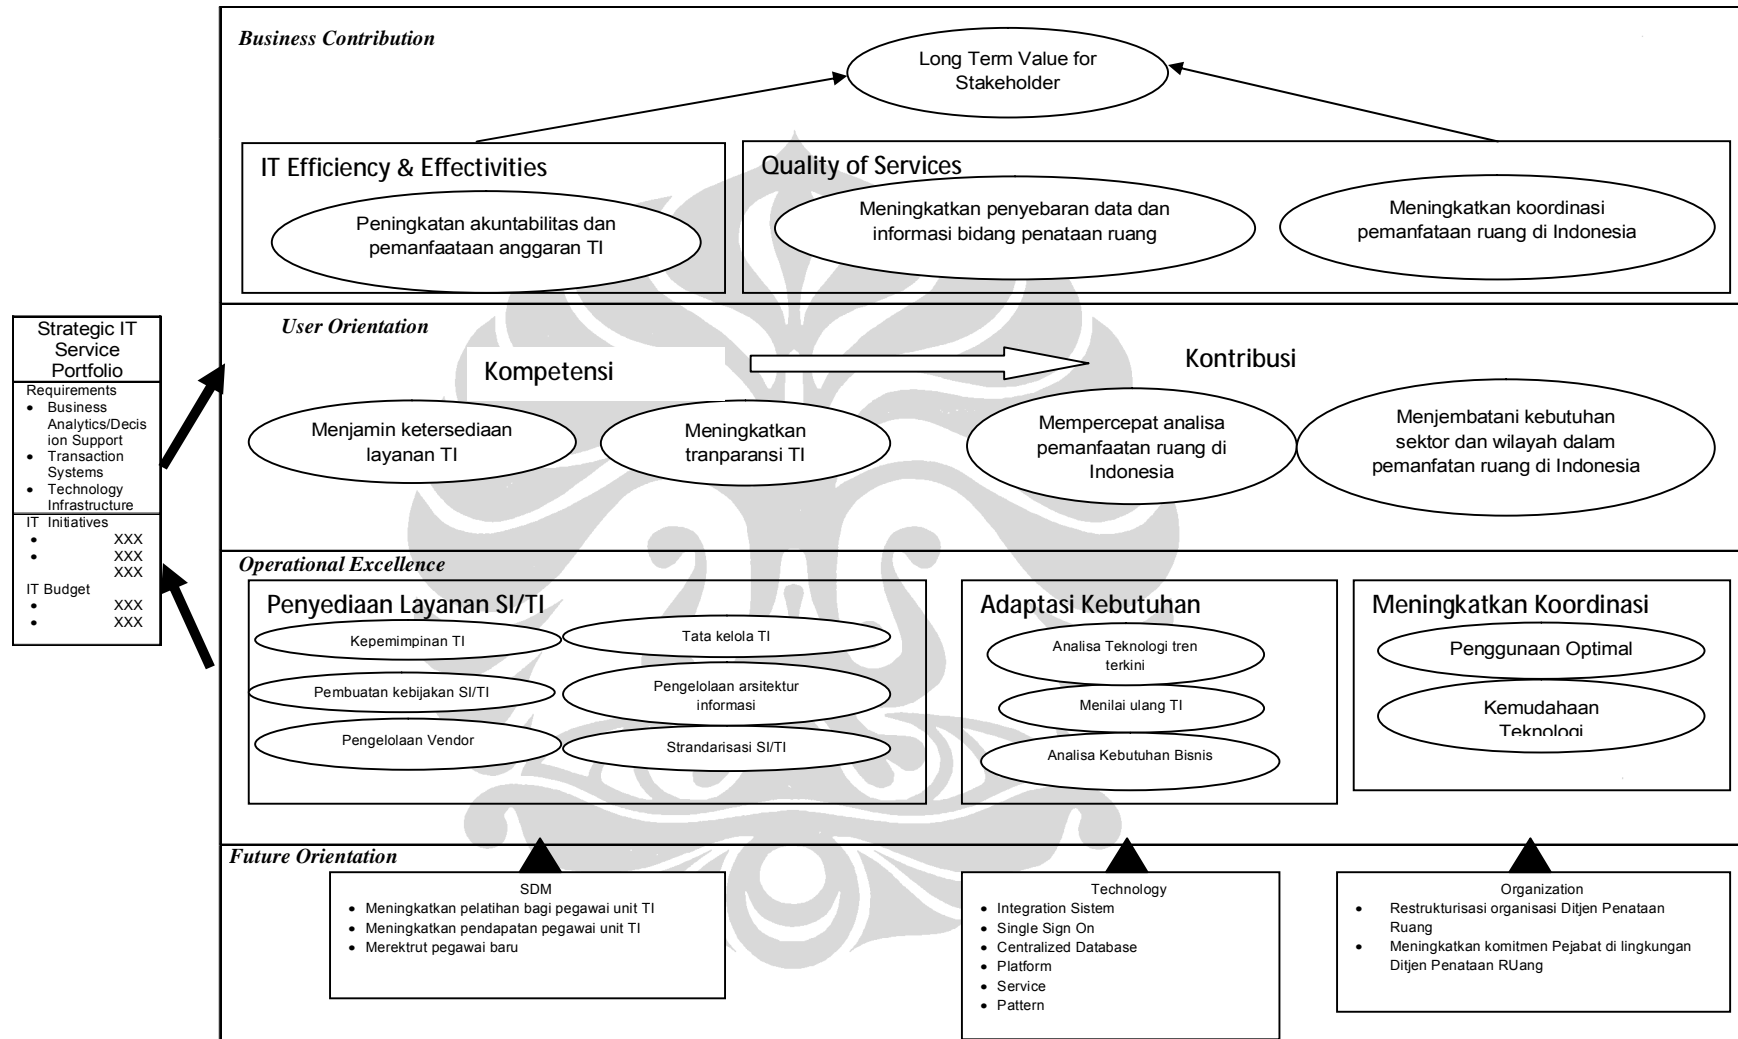 Business Contribution
Long Term Value for
Stakeholder
IT Efficiency & Effectivities
Peningkatan akuntabilitas dan
pemanfaataan anggaran TI
Quality of Services
Meningkatkan penyebaran data dan
informasi bidang penataan ruang
Meningkatkan koordinasi
pemanfataan ruang di Indonesia
Strategic IT
Service
Portfolio
Requirements
• Business
Analytics/Decis
ion Support
• Transaction
Systems
• Technology
Infrastructure
IT Initiatives
• XXX
• XXX
XXX
IT Budget
• XXX
• XXX
User Orientation
Kompetensi
Kontribusi
Menjamin ketersediaan
layanan TI
Meningkatkan
tranparansi TI
Mempercepat analisa
pemanfaatan ruang di
Indonesia
Menjembatani kebutuhan
sektor dan wilayah dalam
pemanfatan ruang di Indonesia
Operational Excellence
Penyediaan Layanan SI/TI
Kepemimpinan TI
Tata kelola TI
Pembuatan kebijakan SI/TI
Pengelolaan arsitektur
informasi
Pengelolaan Vendor
Strandarisasi SI/TI
Adaptasi Kebutuhan
Analisa Teknologi tren
terkini
Menilai ulang TI
Analisa Kebutuhan Bisnis
Meningkatkan Koordinasi
Penggunaan Optimal
Kemudahaan
Teknologi
Future Orientation
SDM
• Meningkatkan pelatihan bagi pegawai unit TI
• Meningkatkan pendapatan pegawai unit TI
• Merektrut pegawai baru
Technology
• Integration Sistem
• Single Sign On
• Centralized Database
• Platform
• Service
• Pattern
Organization
• Restrukturisasi organisasi Ditjen Penataan
Ruang
• Meningkatkan komitmen Pejabat di lingkungan
Ditjen Penataan RUang